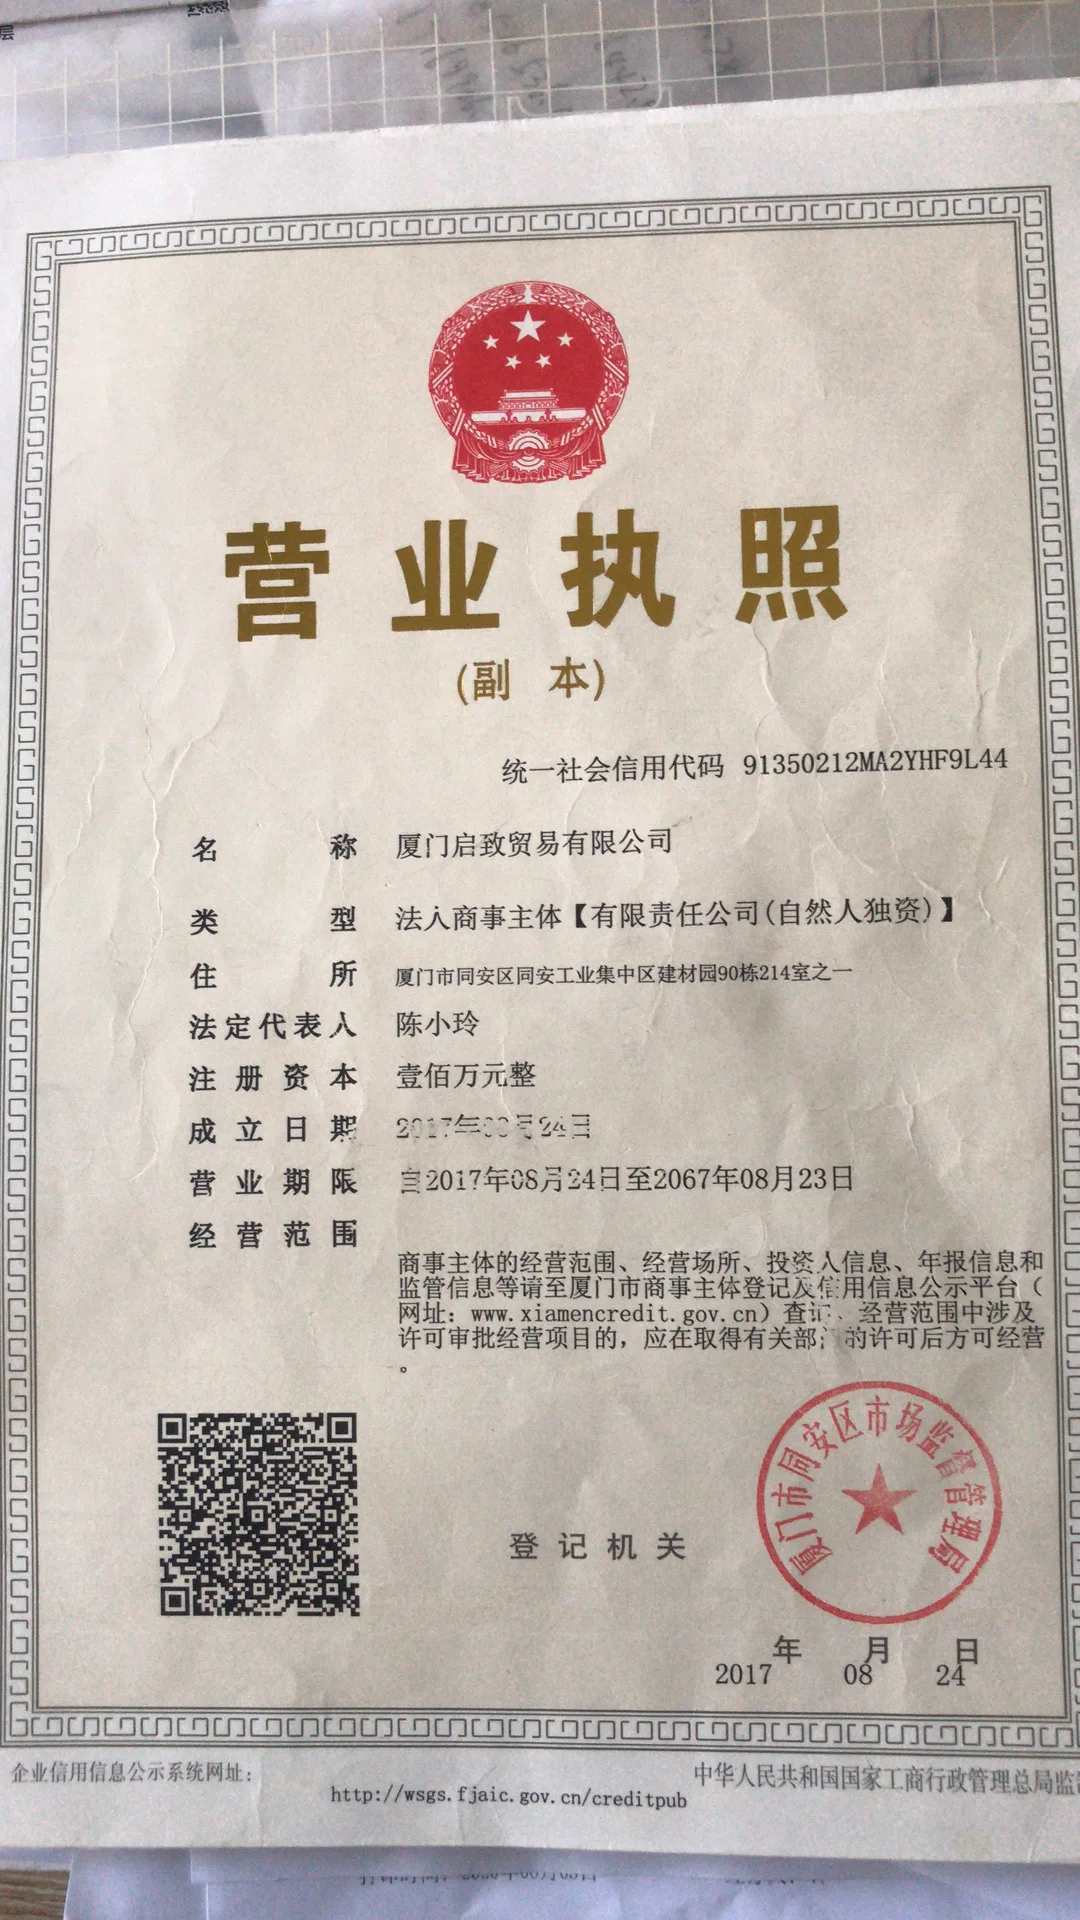 营业执照
(副 本)
统一社会信用代码 91350212MA2YHF9L44
名称 厦门启致贸易有限公司
类型 法人商事主体【有限责任公司(自然人独资)】
住所 厦门市同安区同安工业集中区建材园90栋214室之一
法定代表人 陈小玲
注册资本 壹佰万元整
成立日期 2017年08月24日
营业期限 自2017年08月24日至2067年08月23日
经营范围
商事主体的经营范围、经营场所、投资人信息、年报信息和
监管信息等请至厦门市商事主体登记及信用信息公示平台（
网址：www.xiamencredit.gov.cn）查记、经营范围中涉及
许可审批经营项目的，应在取得有关部门的许可后方可经营
。
厦门市同安区市场监督管理局
登记机关
年 月 日
2017 08 24
企业信用信息公示系统网址：
http://wsgs.fjaic.gov.cn/creditpub
中华人民共和国国家工商行政管理总局监制